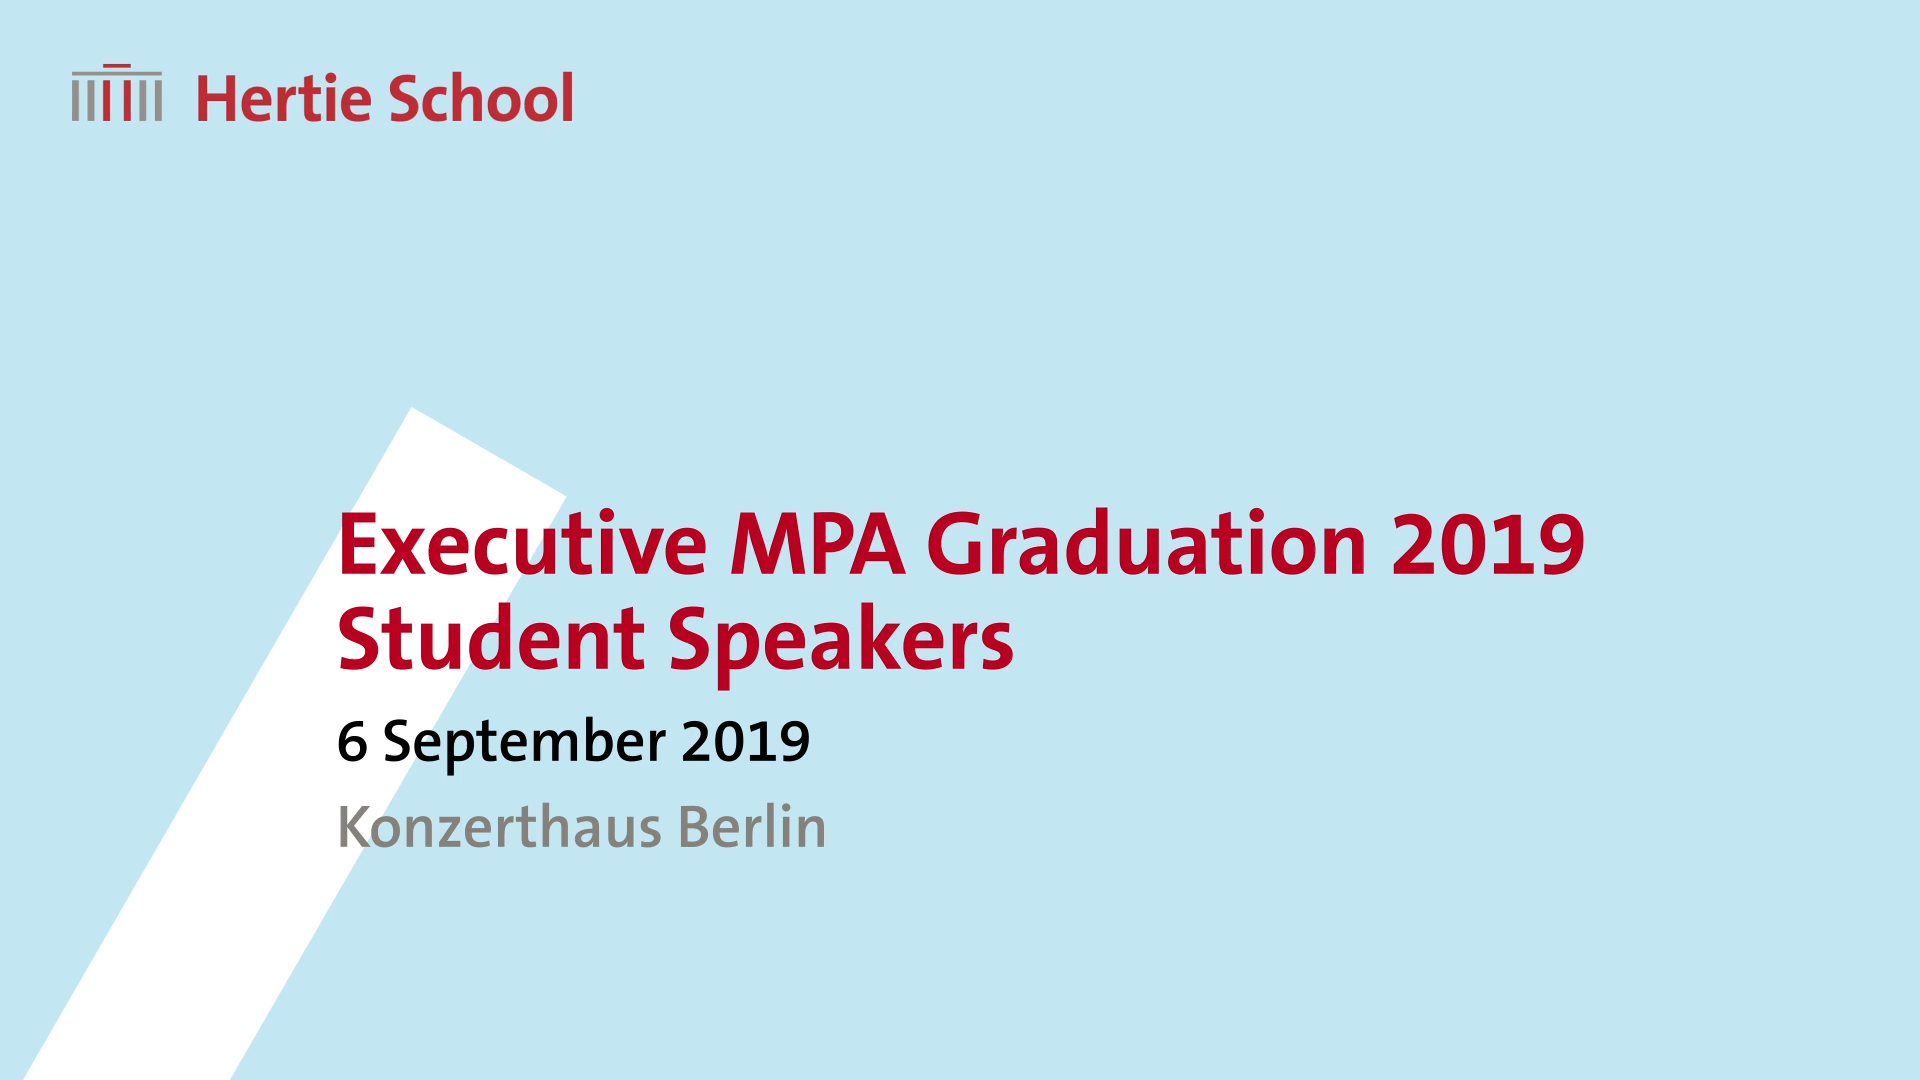 Hertie School
Executive MPA Graduation 2019
Student Speakers
6 September 2019
Konzerthaus Berlin